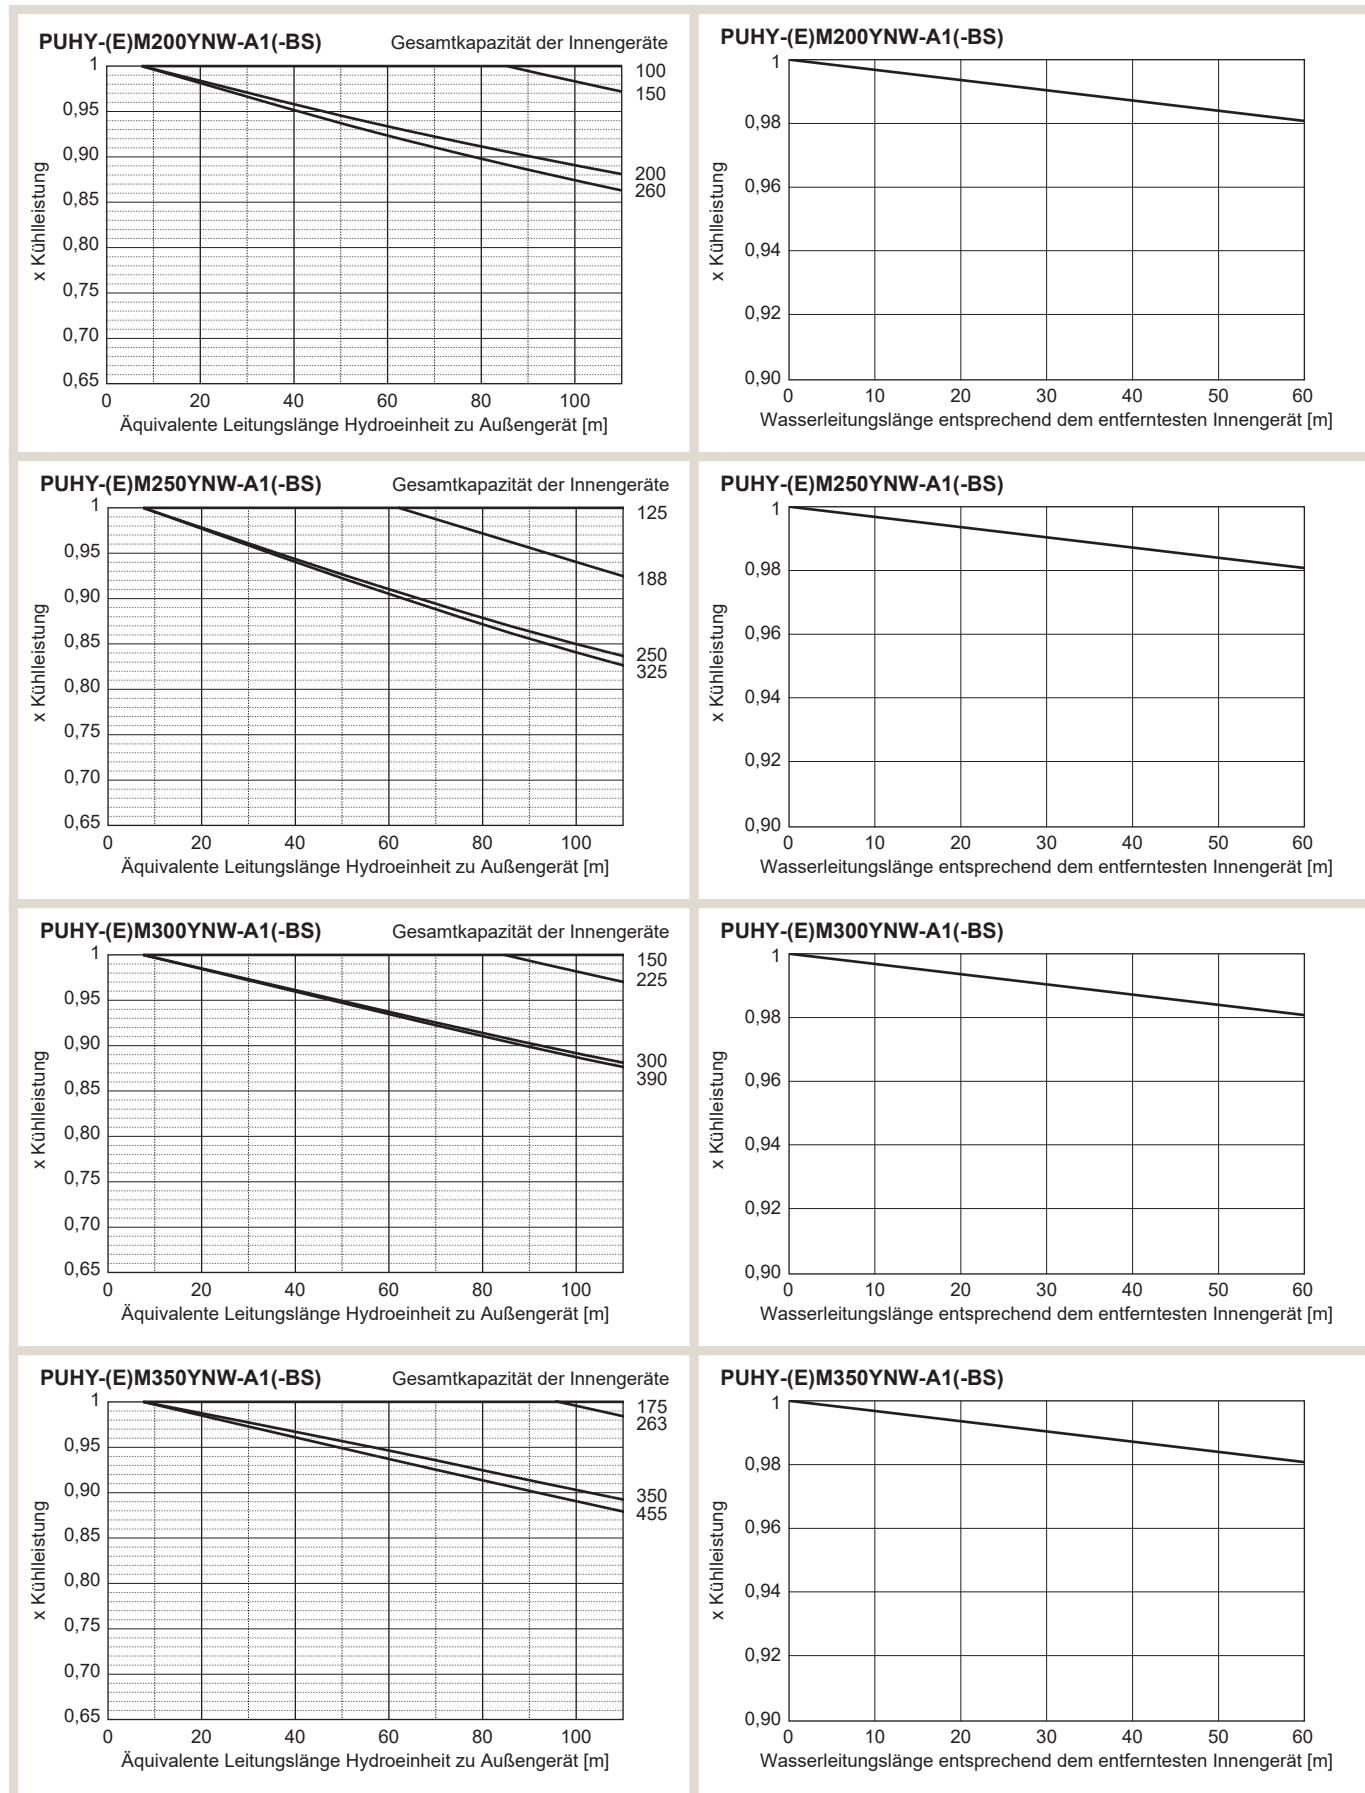 PUHY-(E)M200YNW-A1(-BS) Gesamtkapazität der Innengeräte
1
0,95
0,90
0,85
0,80
0,75
0,70
0,65
x Kühlleistung
100
150
200
260
0 20 40 60 80 100
Äquivalente Leitungslänge Hydroeinheit zu Außengerät [m]
PUHY-(E)M200YNW-A1(-BS)
1
0,98
0,96
0,94
0,92
0,90
x Kühlleistung
0 10 20 30 40 50 60
Wasserleitungslänge entsprechend dem entferntesten Innengerät [m]
PUHY-(E)M250YNW-A1(-BS) Gesamtkapazität der Innengeräte
1
0,95
0,90
0,85
0,80
0,75
0,70
0,65
x Kühlleistung
125
188
250
325
0 20 40 60 80 100
Äquivalente Leitungslänge Hydroeinheit zu Außengerät [m]
PUHY-(E)M250YNW-A1(-BS)
1
0,98
0,96
0,94
0,92
0,90
x Kühlleistung
0 10 20 30 40 50 60
Wasserleitungslänge entsprechend dem entferntesten Innengerät [m]
PUHY-(E)M300YNW-A1(-BS) Gesamtkapazität der Innengeräte
1
0,95
0,90
0,85
0,80
0,75
0,70
0,65
x Kühlleistung
150
225
300
390
0 20 40 60 80 100
Äquivalente Leitungslänge Hydroeinheit zu Außengerät [m]
PUHY-(E)M300YNW-A1(-BS)
1
0,98
0,96
0,94
0,92
0,90
x Kühlleistung
0 10 20 30 40 50 60
Wasserleitungslänge entsprechend dem entferntesten Innengerät [m]
PUHY-(E)M350YNW-A1(-BS) Gesamtkapazität der Innengeräte
1
0,95
0,90
0,85
0,80
0,75
0,70
0,65
x Kühlleistung
175
263
350
455
0 20 40 60 80 100
Äquivalente Leitungslänge Hydroeinheit zu Außengerät [m]
PUHY-(E)M350YNW-A1(-BS)
1
0,98
0,96
0,94
0,92
0,90
x Kühlleistung
0 10 20 30 40 50 60
Wasserleitungslänge entsprechend dem entferntesten Innengerät [m]